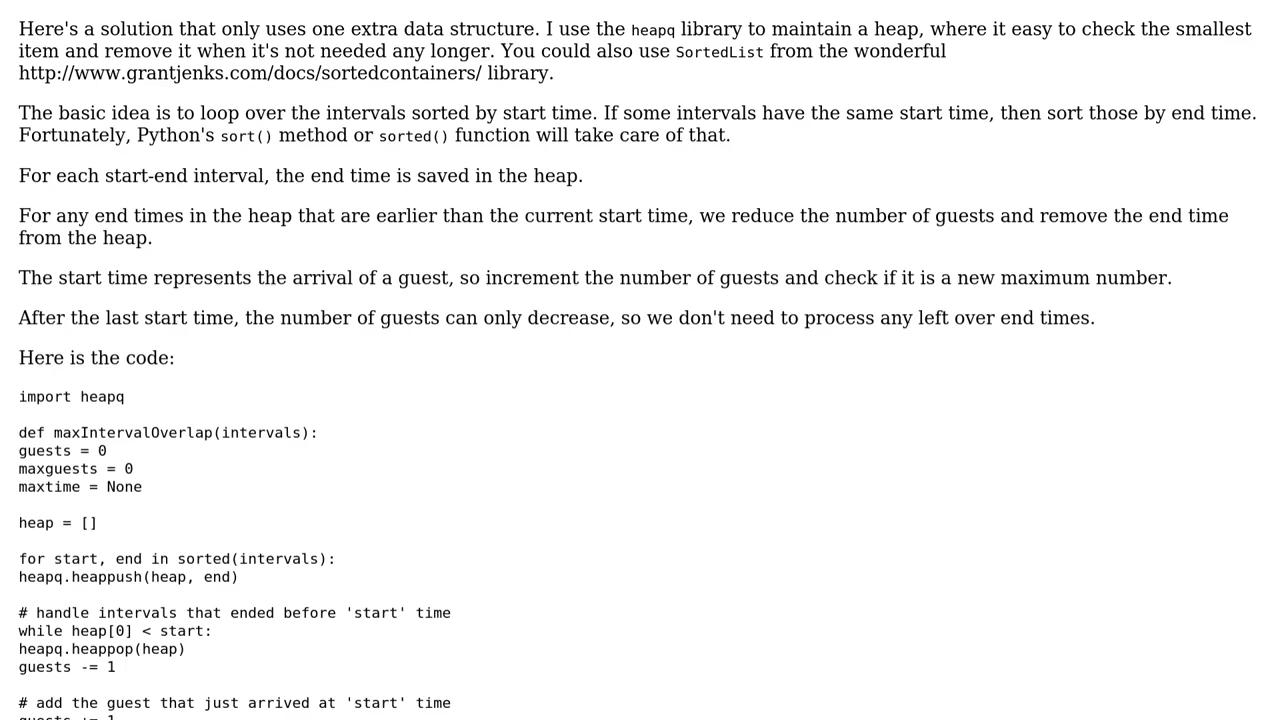 Here's a solution that only uses one extra data structure. I use the heapq library to maintain a heap, where it easy to check the smallest
item and remove it when it's not needed any longer. You could also use SortedList from the wonderful
http://www.grantjenks.com/docs/sortedcontainers/ library.
The basic idea is to loop over the intervals sorted by start time. If some intervals have the same start time, then sort those by end time.
Fortunately, Python's sort() method or sorted() function will take care of that.
For each start-end interval, the end time is saved in the heap.
For any end times in the heap that are earlier than the current start time, we reduce the number of guests and remove the end time
from the heap.
The start time represents the arrival of a guest, so increment the number of guests and check if it is a new maximum number.
After the last start time, the number of guests can only decrease, so we don't need to process any left over end times.
Here is the code:
import heapq
def maxIntervalOverlap(intervals):
guests = 0
maxguests = 0
maxtime = None
heap = []
for start, end in sorted(intervals):
heapq.heappush(heap, end)
# handle intervals that ended before 'start' time
while heap[0] < start:
heapq.heappop(heap)
guests -= 1
# add the guest that just arrived at 'start' time
guests += 1